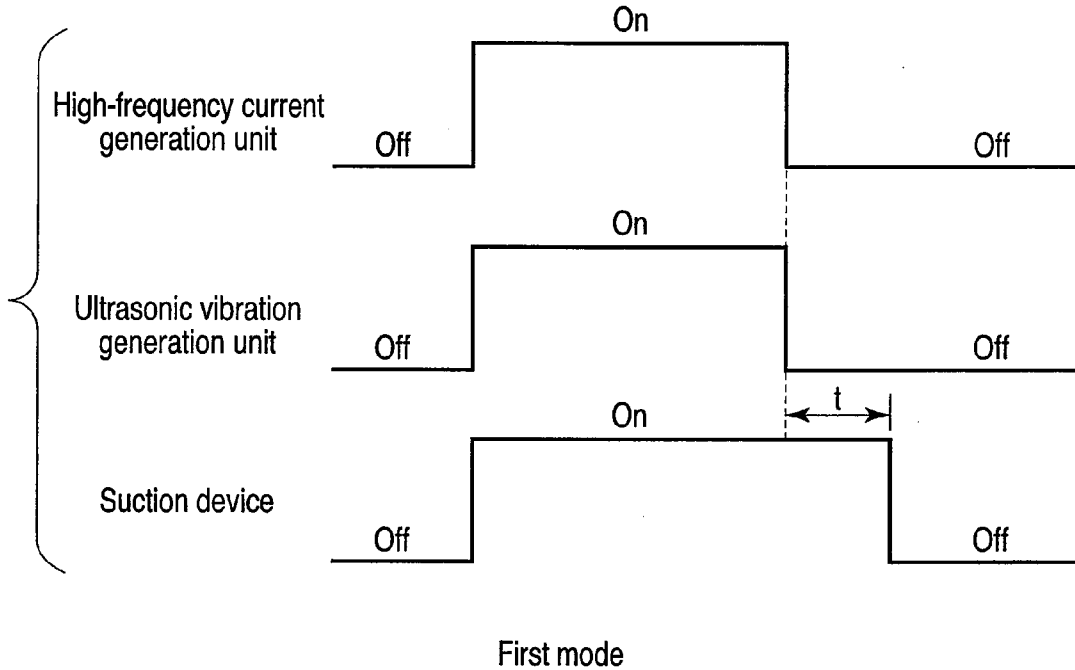 On
High-frequency current
generation unit
Off
Off
On
Ultrasonic vibration
generation unit
Off
Off
t
On
Suction device
Off
Off
First mode